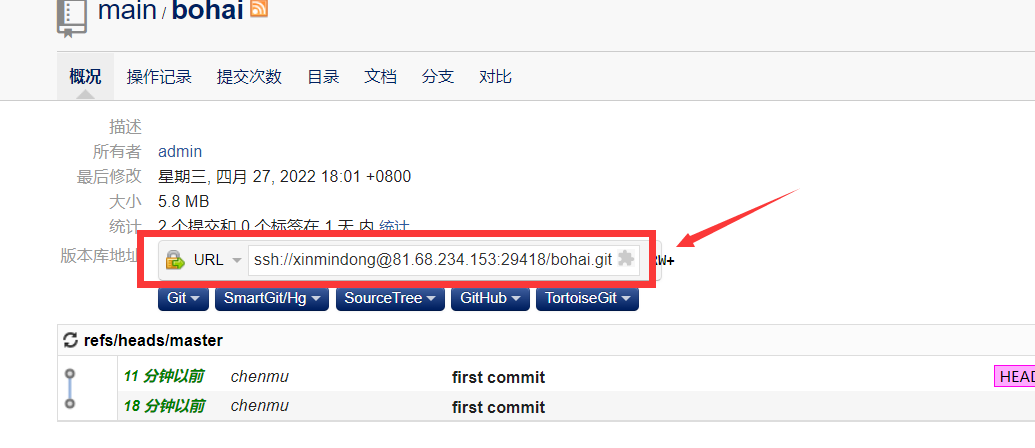 main / bohai
概况 操作记录 提交次数 目录 文档 分支 对比
描述
所有者 admin
最后修改 星期三, 四月 27, 2022 18:01 +0800
大小 5.8 MB
统计 2 个提交和 0 个标签在 1 天 内 统计
版本库地址 URL ssh://xinmindong@81.68.234.153:29418/bohai.git RW+
Git SmartGit/Hg SourceTree GitHub TortoiseGit
refs/heads/master
11 分钟以前 chenmu first commit HEAD
18 分钟以前 chenmu first commit